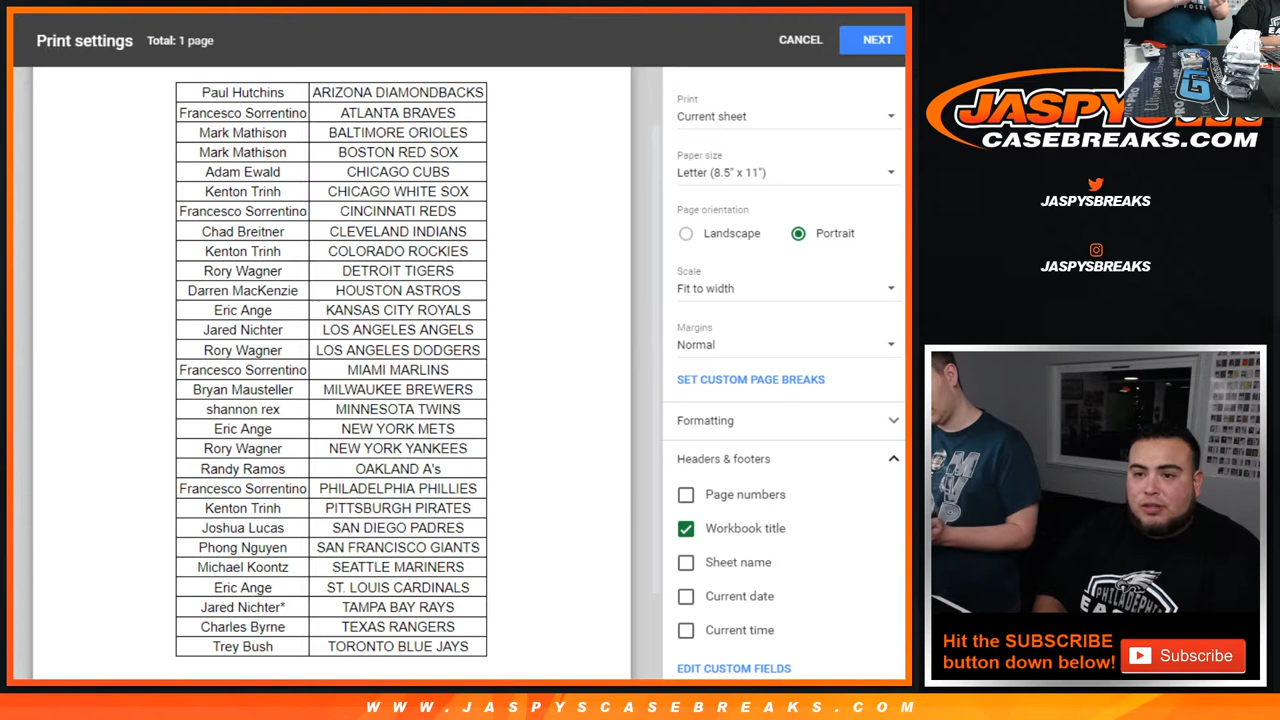 Print settings Total: 1 page CANCEL NEXT
Paul Hutchins ARIZONA DIAMONDBACKS
Francesco Sorrentino ATLANTA BRAVES
Mark Mathison BALTIMORE ORIOLES
Mark Mathison BOSTON RED SOX
Adam Ewald CHICAGO CUBS
Kenton Trinh CHICAGO WHITE SOX
Francesco Sorrentino CINCINNATI REDS
Chad Breitner CLEVELAND INDIANS
Kenton Trinh COLORADO ROCKIES
Rory Wagner DETROIT TIGERS
Darren MacKenzie HOUSTON ASTROS
Eric Ange KANSAS CITY ROYALS
Jared Nichter LOS ANGELES ANGELS
Rory Wagner LOS ANGELES DODGERS
Francesco Sorrentino MIAMI MARLINS
Bryan Mausteller MILWAUKEE BREWERS
shannon rex MINNESOTA TWINS
Eric Ange NEW YORK METS
Rory Wagner NEW YORK YANKEES
Randy Ramos OAKLAND A's
Francesco Sorrentino PHILADELPHIA PHILLIES
Kenton Trinh PITTSBURGH PIRATES
Joshua Lucas SAN DIEGO PADRES
Phong Nguyen SAN FRANCISCO GIANTS
Michael Koontz SEATTLE MARINERS
Eric Ange ST. LOUIS CARDINALS
Jared Nichter* TAMPA BAY RAYS
Charles Byrne TEXAS RANGERS
Trey Bush TORONTO BLUE JAYS
Print
Current sheet
Paper size
Letter (8.5" x 11")
Page orientation
Landscape Portrait
Scale
Fit to width
Margins
Normal
SET CUSTOM PAGE BREAKS
Formatting
Headers & footers
Page numbers
Workbook title
Sheet name
Current date
Current time
EDIT CUSTOM FIELDS
CASEBREAKS.COM
JASPYSBREAKS
JASPYSBREAKS
PHILADELPHIA
Hit the SUBSCRIBE
button down below!
Subscribe
WWW.JASPYSCASEBREAKS.COM